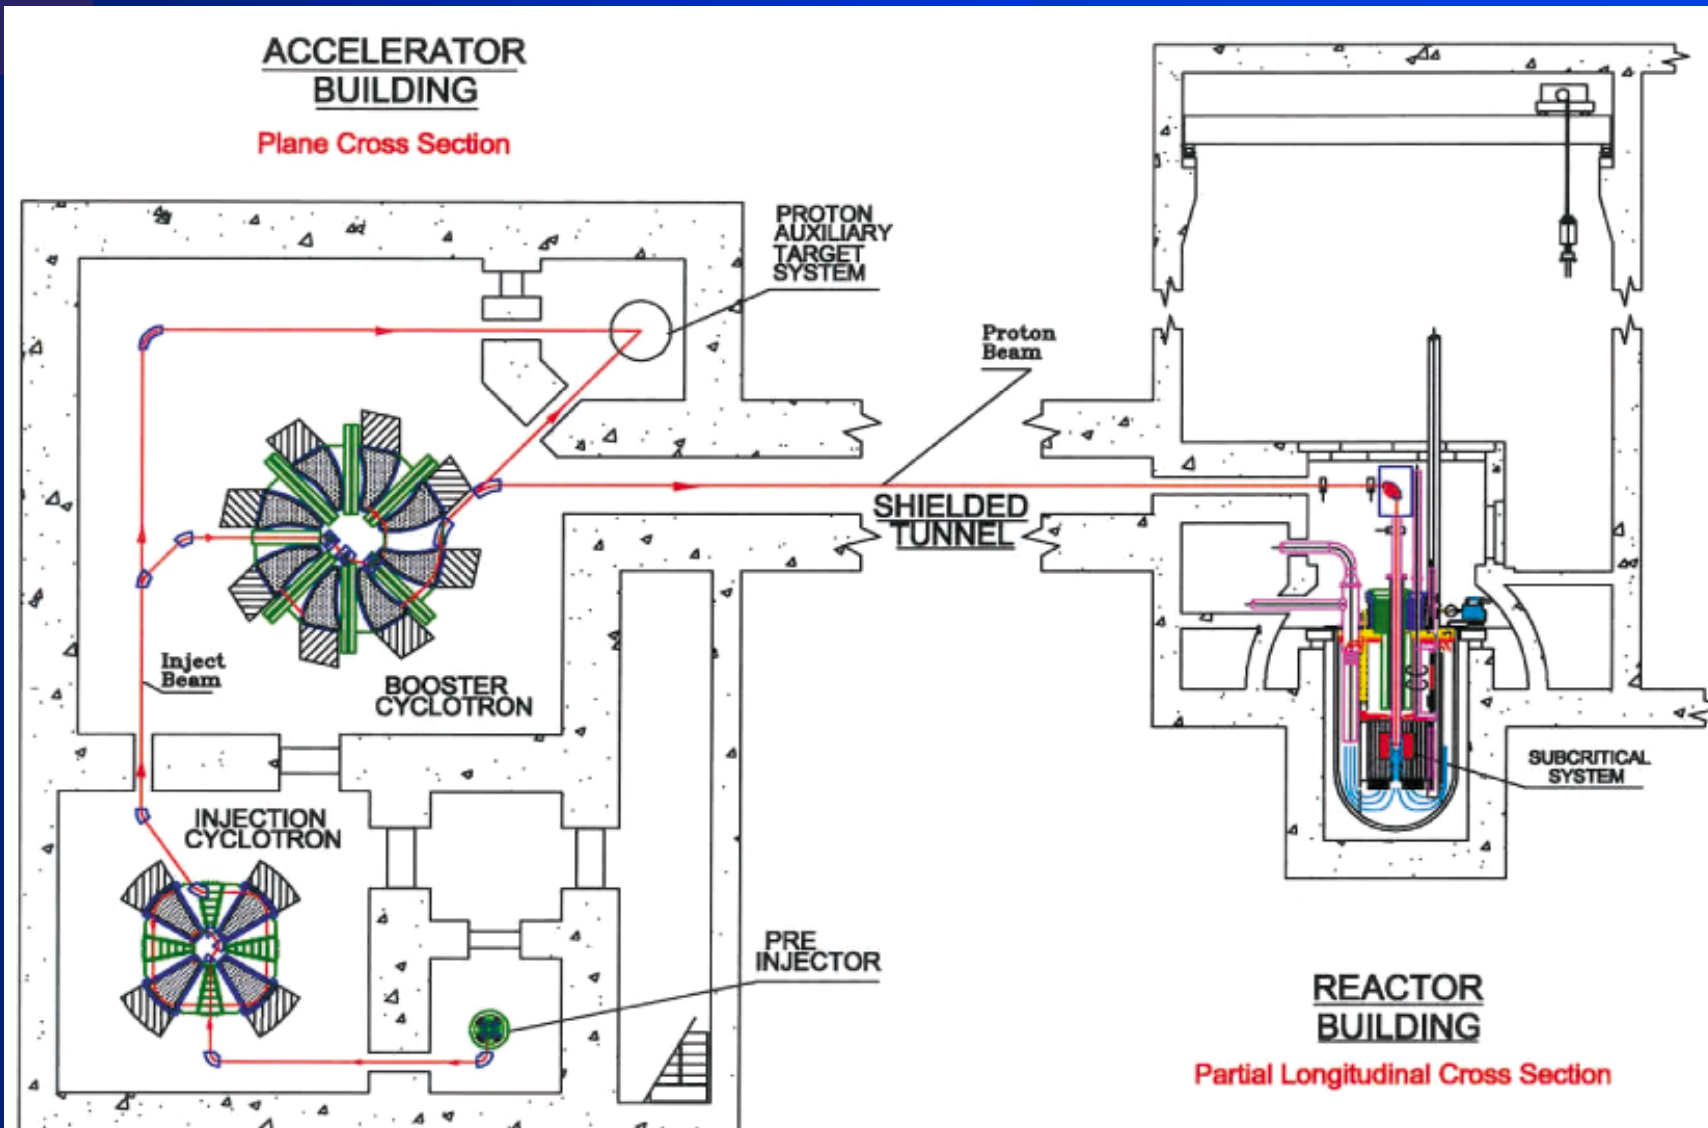 ACCELERATOR
BUILDING
Plane Cross Section
PROTON
AUXILIARY
TARGET
SYSTEM
Proton
Beam
SHIELDED
TUNNEL
Inject
Beam
BOOSTER
CYCLOTRON
INJECTION
CYCLOTRON
PRE
INJECTOR
SUBCRITICAL
SYSTEM
REACTOR
BUILDING
Partial Longitudinal Cross Section